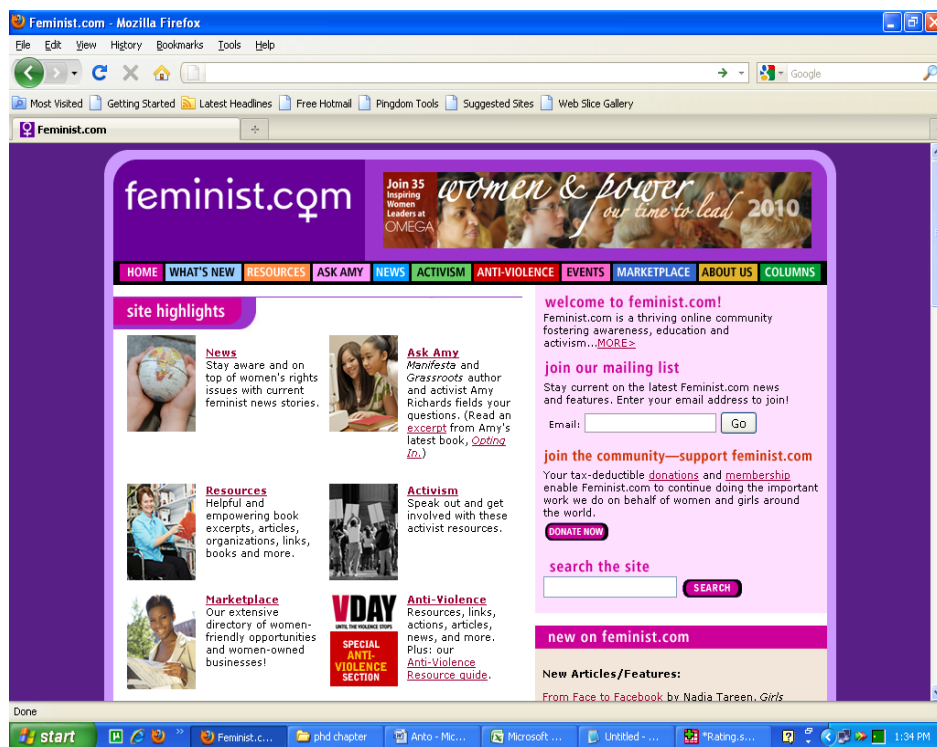 Feminist.com - Mozilla Firefox
File Edit View History Bookmarks Tools Help
Google
Most Visited Getting Started Latest Headlines Free Hotmail Pingdom Tools Suggested Sites Web Slice Gallery
Feminist.com
feminist.com
Join 35
Inspiring
Women
Leaders at
OMEGA
women & power
our time to lead 2010
HOME WHAT'S NEW RESOURCES ASK AMY NEWS ACTIVISM ANTI-VIOLENCE EVENTS MARKETPLACE ABOUT US COLUMNS
site highlights
News
Stay aware and on
top of women's rights
issues with current
feminist news stories.
Ask Amy
Manifesta and
Grassroots author
and activist Amy
Richards fields your
questions. (Read an
excerpt from Amy's
latest book, Opting
In.)
Resources
Helpful and
empowering book
excerpts, articles,
organizations, links,
books and more.
Activism
Speak out and get
involved with these
activist resources.
Marketplace
Our extensive
directory of women-
friendly opportunities
and women-owned
businesses!
VDAY
UNTIL THE VIOLENCE STOPS
SPECIAL
ANTI-
VIOLENCE
SECTION
Anti-Violence
Resources, links,
actions, articles,
news, and more.
Plus: our
Anti-Violence
Resource guide.
welcome to feminist.com!
Feminist.com is a thriving online community
fostering awareness, education and
activism...MORE>
join our mailing list
Stay current on the latest Feminist.com news
and features. Enter your email address to join!
Email: Go
join the community—support feminist.com
Your tax-deductible donations and membership
enable Feminist.com to continue doing the important
work we do on behalf of women and girls around
the world.
DONATE NOW
search the site
SEARCH
new on feminist.com
New Articles/Features:
From Face to Facebook by Nadia Tareen. Girls
Done
start Feminist.c... phd chapter Anto - Mic... Microsoft ... Untitled - ... *Rating.s... 1:34 PM